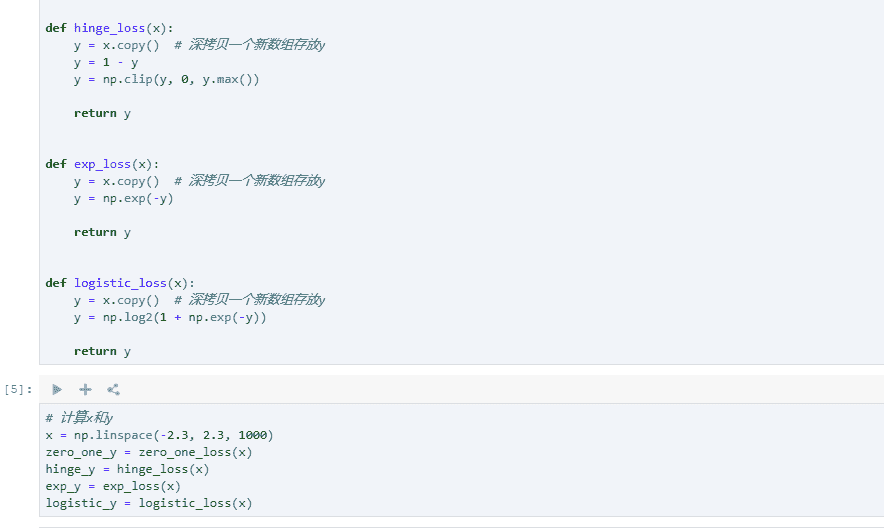 def hinge_loss(x):
    y = x.copy()  # 深拷贝一个新数组存放y
    y = 1 - y
    y = np.clip(y, 0, y.max())
    return y
def exp_loss(x):
    y = x.copy()  # 深拷贝一个新数组存放y
    y = np.exp(-y)
    return y
def logistic_loss(x):
    y = x.copy()  # 深拷贝一个新数组存放y
    y = np.log2(1 + np.exp(-y))
    return y
[5]:
# 计算x和y
x = np.linspace(-2.3, 2.3, 1000)
zero_one_y = zero_one_loss(x)
hinge_y = hinge_loss(x)
exp_y = exp_loss(x)
logistic_y = logistic_loss(x)